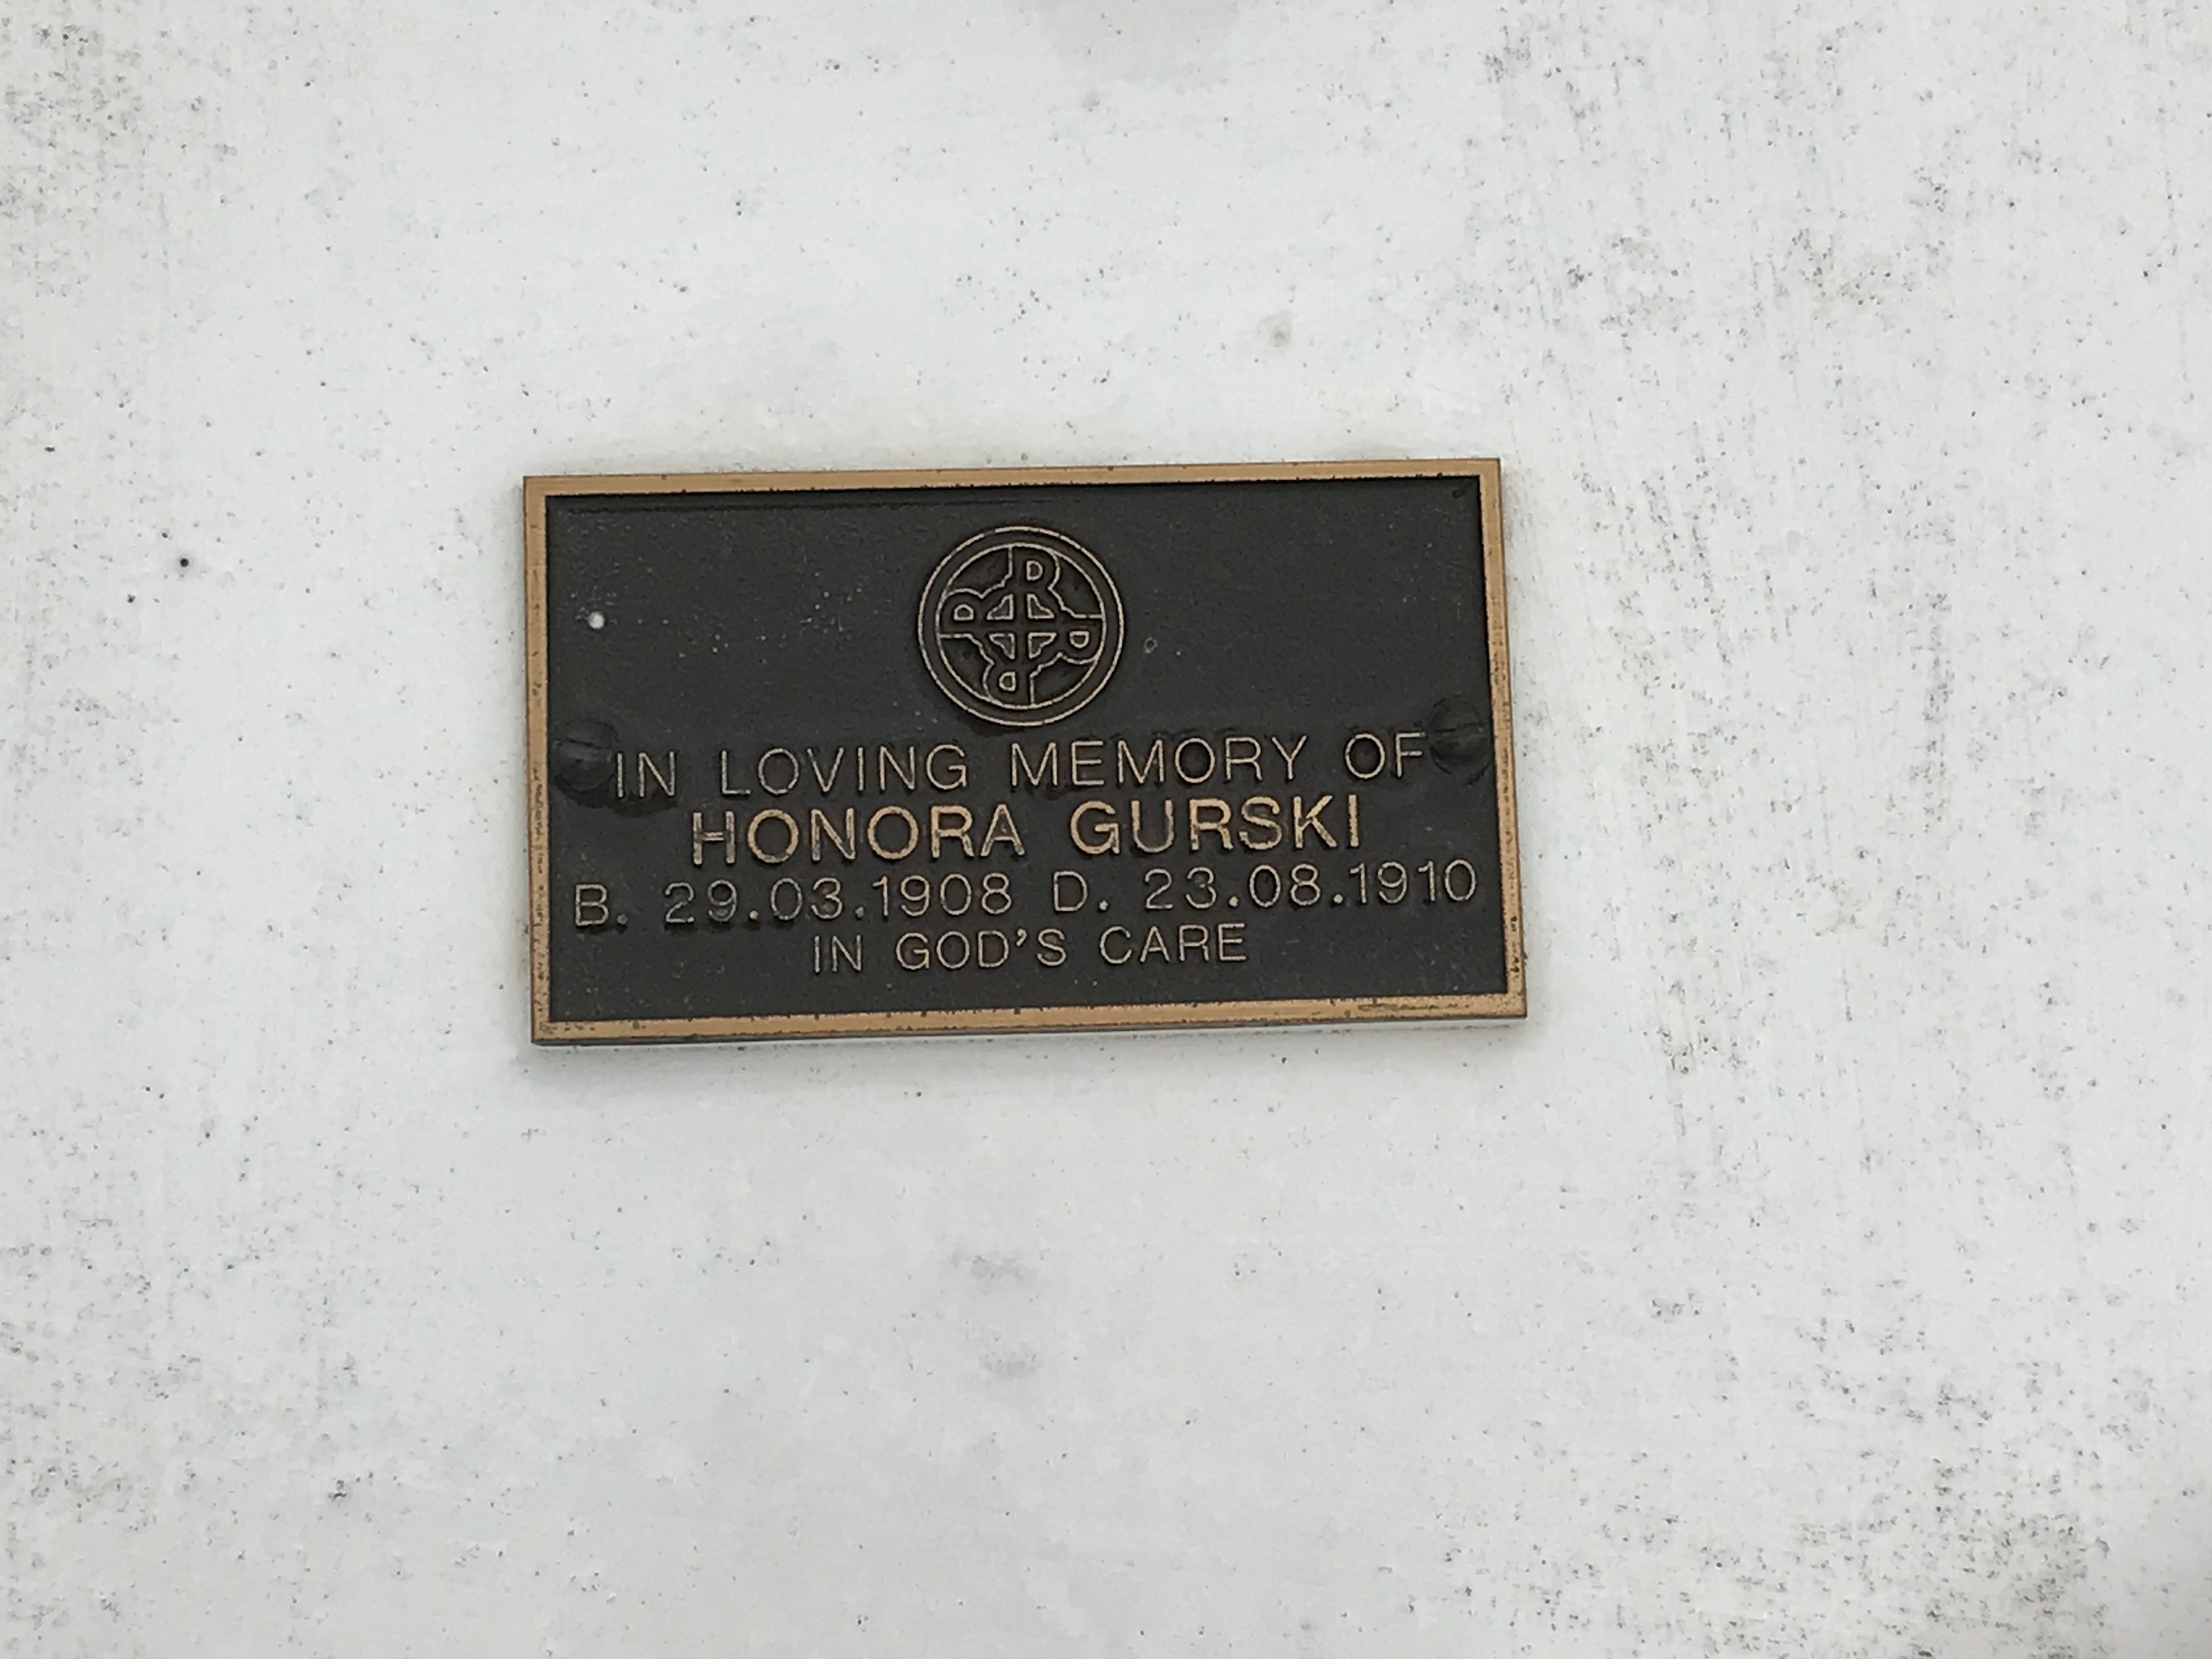 IN LOVING MEMORY OF
HONORA GURSKI
B. 29.03.1908 D. 23.08.1910
IN GOD'S CARE